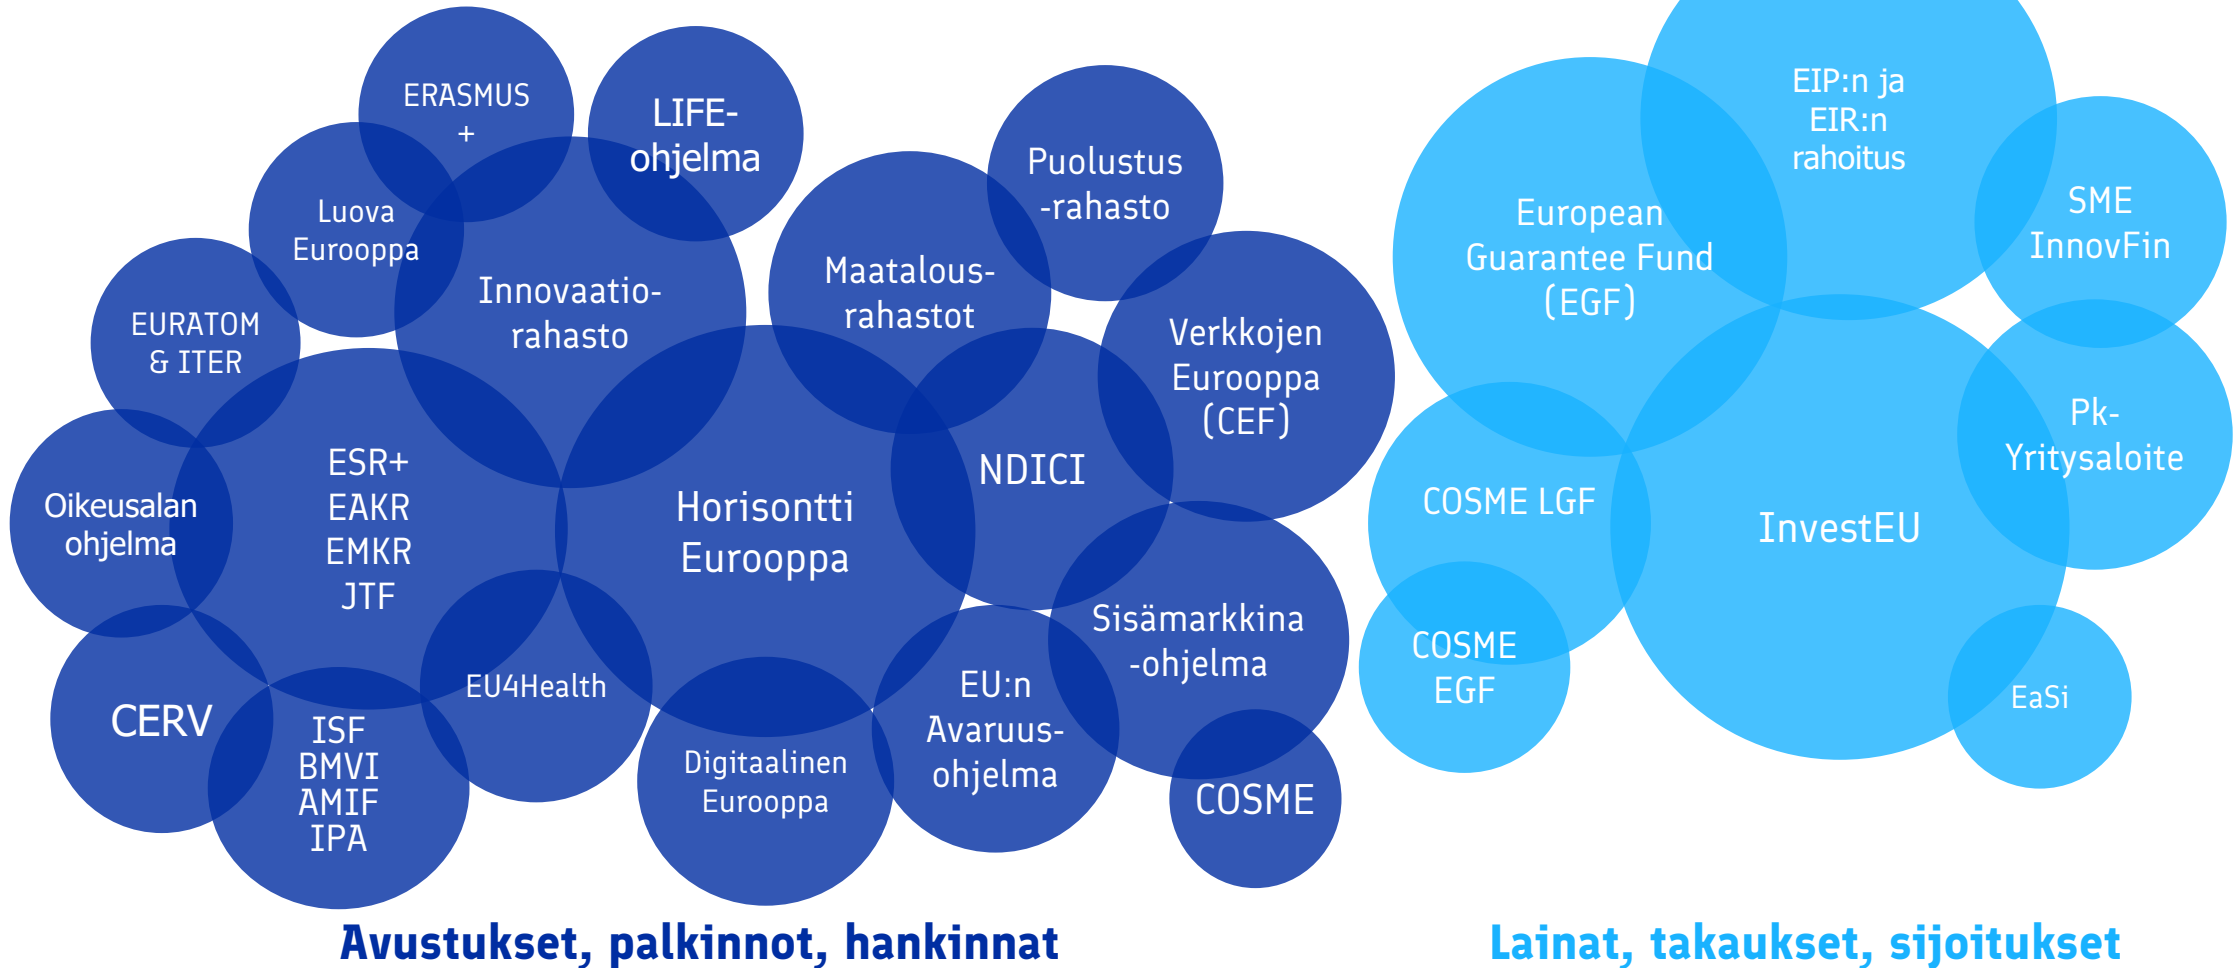 ERASMUS
+
LIFE-
ohjelma
Luova
Eurooppa
Innovaatio-
rahasto
Maatalous-
rahastot
Puolustus
-rahasto
EURATOM
& ITER
Verkkojen
Eurooppa
(CEF)
Oikeusalan
ohjelma
ESR+
EAKR
EMKR
JTF
Horisontti
Eurooppa
NDICI
CERV
ISF
BMVI
AMIF
IPA
EU4Health
Digitaalinen
Eurooppa
EU:n
Avaruus-
ohjelma
Sisämarkkina
-ohjelma
COSME
Avustukset, palkinnot, hankinnat
EIP:n ja
EIR:n
rahoitus
European
Guarantee Fund
(EGF)
SME
InnovFin
Pk-
Yritysaloite
COSME LGF
InvestEU
COSME
EGF
EaSi
Lainat, takaukset, sijoitukset